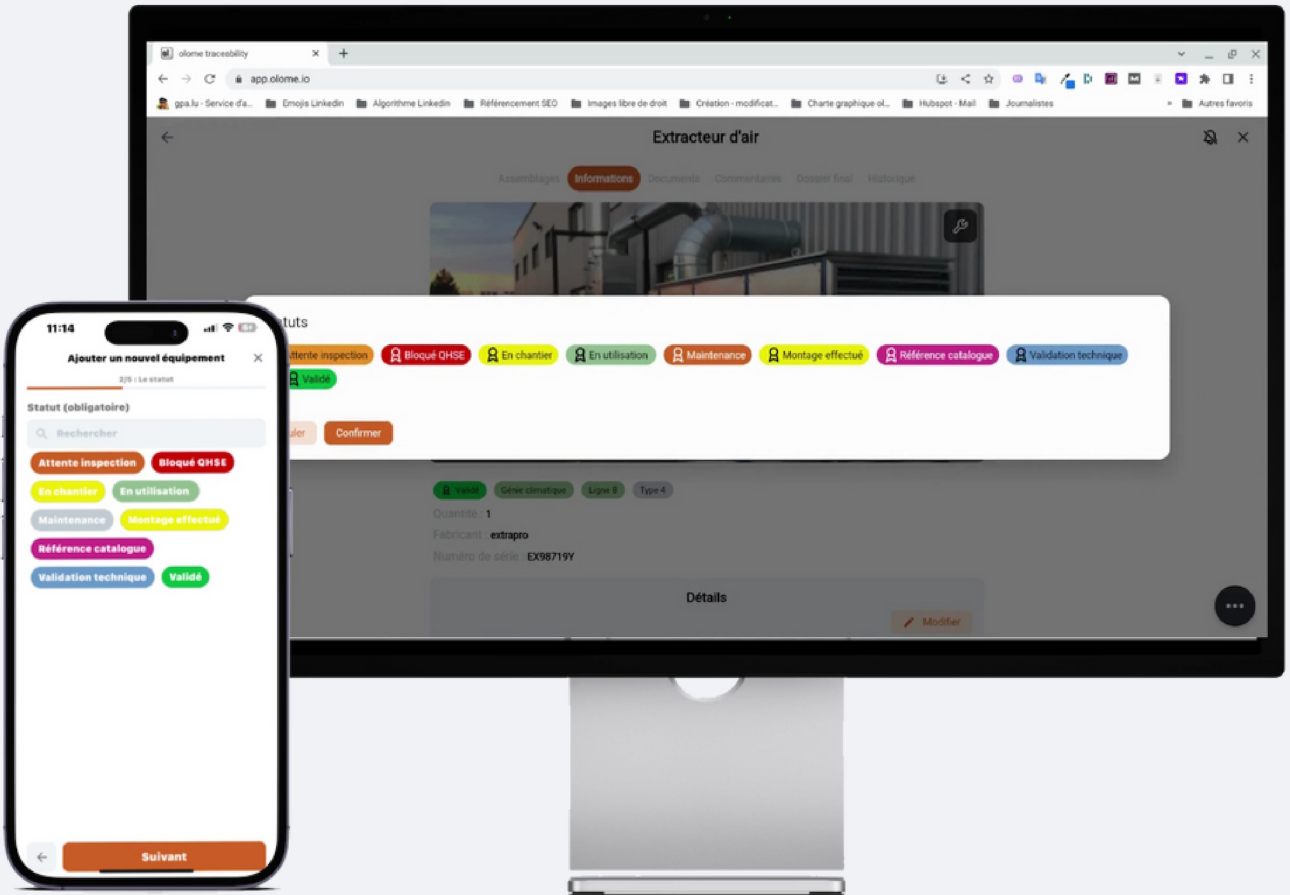 olome traceability
app.olome.io
gpa.lu - Service d'a...
Emojis Linkedin
Algorithme Linkedin
Référencement SEO
Images libre de droit
Création - modificat...
Charte graphique ol...
Hubspot - Mail
Journalistes
»
Autres favoris
Extracteur d'air
Assemblages
Informations
Documents
Commentaires
Dossier final
Historique
tuts
ttente inspection
Bloqué QHSE
En chantier
En utilisation
Maintenance
Montage effectué
Référence catalogue
Validation technique
Validé
uler
Confirmer
Validé
Génie climatique
Ligne B
Type 4
Quantité : 1
Fabricant : extrapro
Numéro de série : EX98719Y
Détails
Modifier
11:14
Ajouter un nouvel équipement
2/5 : Le statut
Statut (obligatoire)
Rechercher
Attente inspection
Bloqué QHSE
En chantier
En utilisation
Maintenance
Montage effectué
Référence catalogue
Validation technique
Validé
Suivant